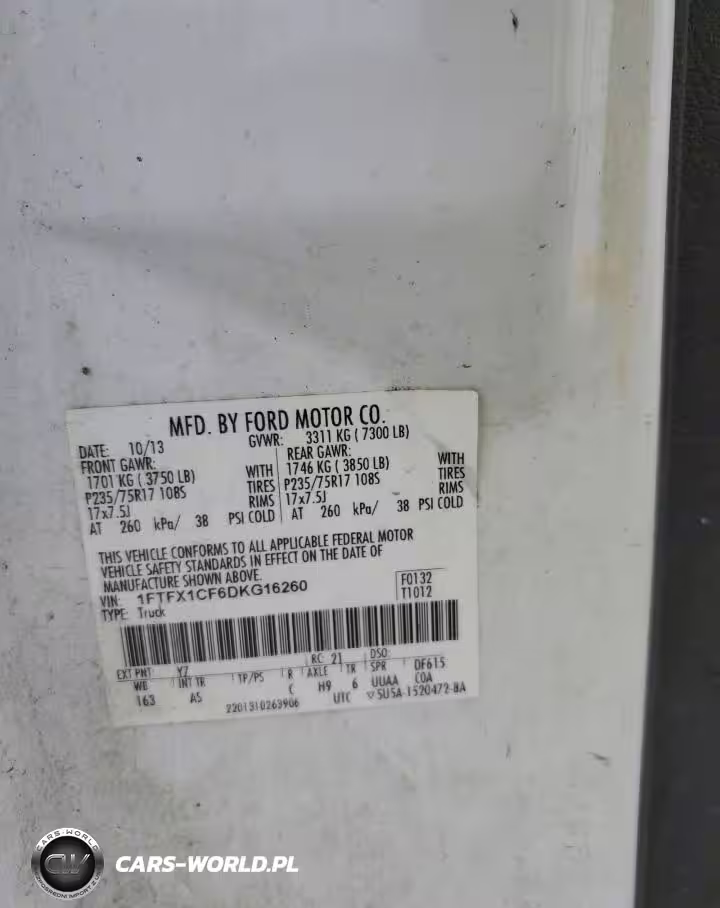 MFD. BY FORD MOTOR CO.
DATE: 10/13 GVWR: 3311 KG ( 7300 LB)
FRONT GAWR: REAR GAWR:
1701 KG ( 3750 LB) WITH 1746 KG ( 3850 LB) WITH
P235/75R17 108S TIRES P235/75R17 108S TIRES
17x7.5J RIMS 17x7.5J RIMS
AT 260 kPa/ 38 PSI COLD AT 260 kPa/ 38 PSI COLD
THIS VEHICLE CONFORMS TO ALL APPLICABLE FEDERAL MOTOR
VEHICLE SAFETY STANDARDS IN EFFECT ON THE DATE OF
MANUFACTURE SHOWN ABOVE.
VIN: 1FTFX1CF6DKG16260 F0132
TYPE: Truck T1012
EXT PNT: YZ RC: 21 DSO:
WB INT TR TP/PS R AXLE TR SPR DF615
163 AS C H9 6 UUAA COA
2201310263906 UTC 5U5A-1520472-BA
CARS-WORLD
CW
CARS-WORLD.PL